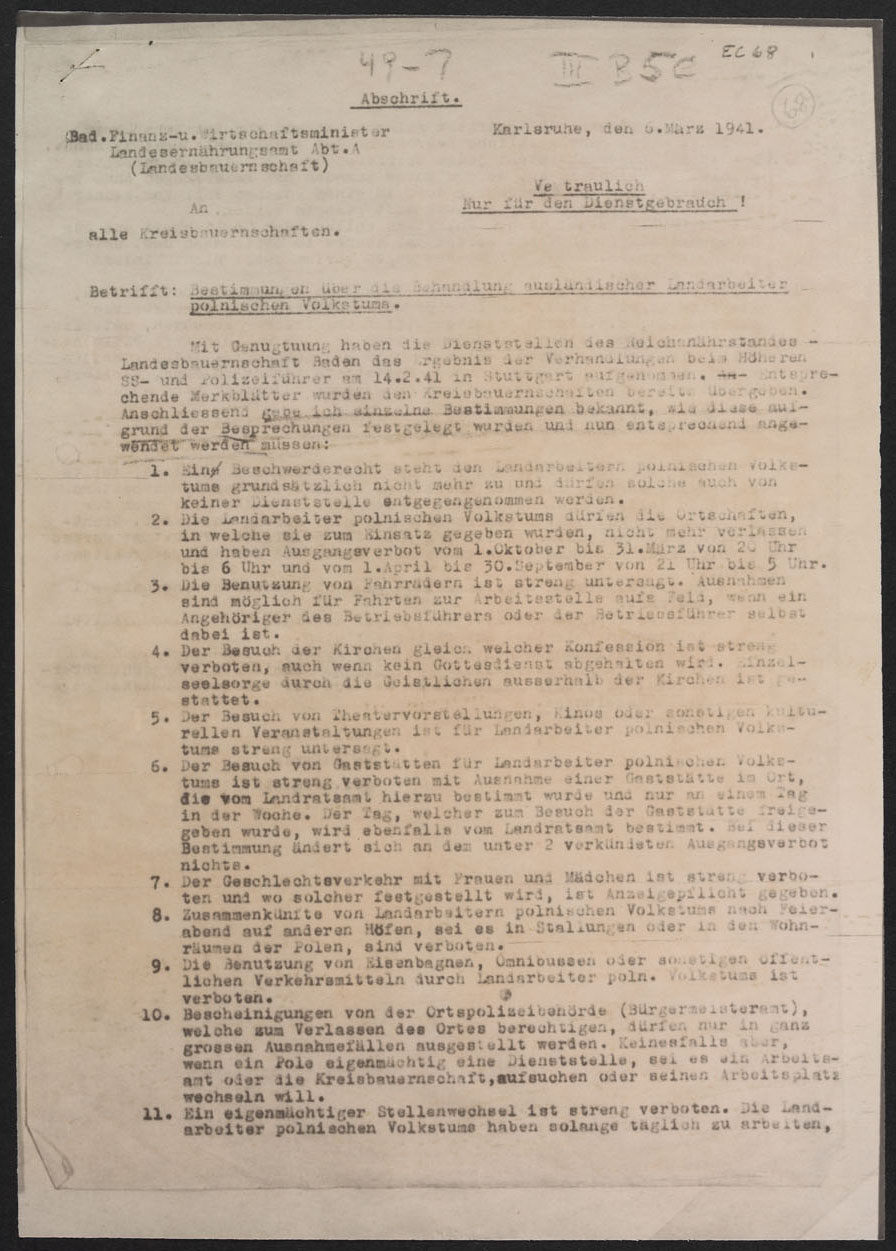 49-7
III B5c
EC 68
68
Abschrift.
Bad.Finanz-u.Wirtschaftsminister
Landesernährungsamt Abt.A
(Landesbauernschaft)
Karlsruhe, den 6.März 1941.
Ve traulich
Nur für den Dienstgebrauch !
An
alle Kreisbauernschaften.
Betrifft: Bestimmungen über die Behandlung ausländischer Landarbeiter
polnischen Volkstums.
Mit Genugtuung haben die Dienststellen des Reichsnährstandes -
Landesbauernschaft Baden das Ergebnis der Verhandlungen beim Höheren
SS- und Polizeiführer am 14.2.41 in Stuttgart aufgenommen. Entspre-
chende Merkblätter wurden den Kreisbauernschaften bereits übergeben.
Anschliessend gebe ich einzelne Bestimmungen bekannt, wie diese auf-
grund der Besprechungen festgelegt wurden und nun entsprechend ange-
wendet werden müssen:
1. Ein Beschwerderecht steht den Landarbeitern polnischen Volks-
tums grundsätzlich nicht mehr zu und dürfen solche auch von
keiner Dienststelle entgegengenommen werden.
2. Die Landarbeiter polnischen Volkstums dürfen die Ortschaften,
in welche sie zum Einsatz gegeben wurden, nicht mehr verlassen
und haben Ausgangsverbot vom 1.Oktober bis 31.März von 20 Uhr
bis 6 Uhr und vom 1.April bis 30.September von 21 Uhr bis 5 Uhr.
3. Die Benutzung von Fahrrädern ist streng untersagt. Ausnahmen
sind möglich für Fahrten zur Arbeitsstelle aufs Feld, wenn ein
Angehöriger des Betriebsführers oder der Betriebsführer selbst
dabei ist.
4. Der Besuch der Kirchen gleich welcher Konfession ist streng
verboten, auch wenn kein Gottesdienst abgehalten wird. Einzel-
seelsorge durch die Geistlichen ausserhalb der Kirchen ist ge-
stattet.
5. Der Besuch von Theatervorstellungen, Kinos oder sonstigen kultu-
rellen Veranstaltungen ist für Landarbeiter polnischen Volks-
tums streng untersagt.
6. Der Besuch von Gaststätten für Landarbeiter polnischen Volks-
tums ist streng verboten mit Ausnahme einer Gaststätte im Ort,
die vom Landratsamt hierzu bestimmt wurde und nur an einem Tag
in der Woche. Der Tag, welcher zum Besuch der Gaststätte freige-
geben wurde, wird ebenfalls vom Landratsamt bestimmt. Bei dieser
Bestimmung ändert sich an dem unter 2 verkündeten Ausgangsverbot
nichts.
7. Der Geschlechtsverkehr mit Frauen und Mädchen ist streng verbo-
ten und wo solcher festgestellt wird, ist Anzeigepflicht gegeben.
8. Zusammenkünfte von Landarbeitern polnischen Volkstums nach Feier-
abend auf anderen Höfen, sei es in Stallungen oder in den Wohn-
räumen der Polen, sind verboten.
9. Die Benutzung von Eisenbagnen, Omnibussen oder sonstigen öffent-
lichen Verkehrsmitteln durch Landarbeiter poln. Volkstums ist
verboten.
10. Bescheinigungen von der Ortspolizeibehörde (Bürgermeisteramt),
welche zum Verlassen des Ortes berechtigen, dürfen nur in ganz
grossen Ausnahmefällen ausgestellt werden. Keinesfalls aber,
wenn ein Pole eigenmächtig eine Dienststelle, sei es ein Arbeits-
amt oder die Kreisbauernschaft,aufsuchen oder seinen Arbeitsplatz
wechseln will.
11. Ein eigenmächtiger Stellenwechsel ist streng verboten. Die Land-
arbeiter polnischen Volkstums haben solange täglich zu arbeiten,